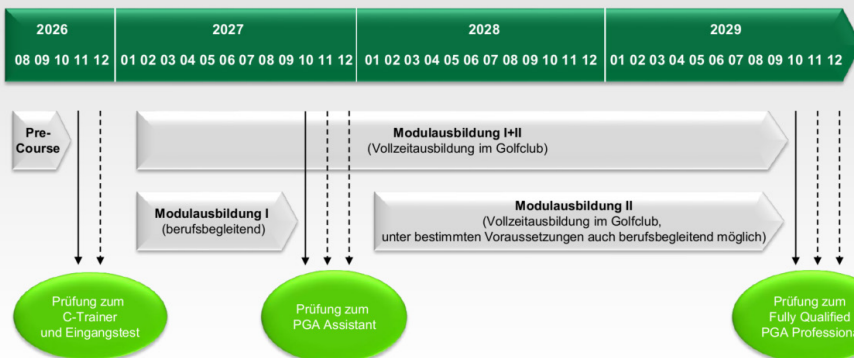 2026 2027 2028 2029
08 09 10 11 12 01 02 03 04 05 06 07 08 09 10 11 12 01 02 03 04 05 06 07 08 09 10 11 12 01 02 03 04 05 06 07 08 09 10 11 12
Pre-
Course
Modulausbildung I+II
(Vollzeitausbildung im Golfclub)
Modulausbildung I
(berufsbegleitend)
Modulausbildung II
(Vollzeitausbildung im Golfclub,
unter bestimmten Voraussetzungen auch berufsbegleitend möglich)
Prüfung zum
C-Trainer
und Eingangstest
Prüfung zum
PGA Assistant
Prüfung zum
Fully Qualified
PGA Professiona